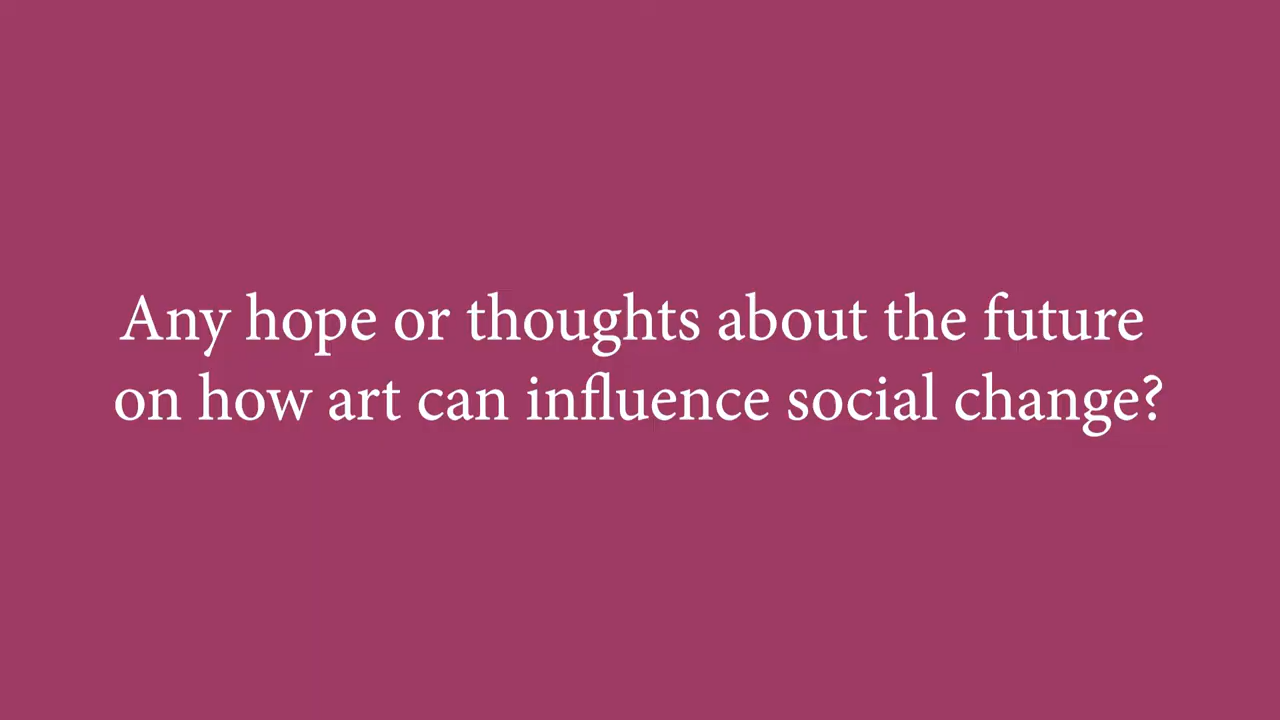 Any hope or thoughts about the future
on how art can influence social change?